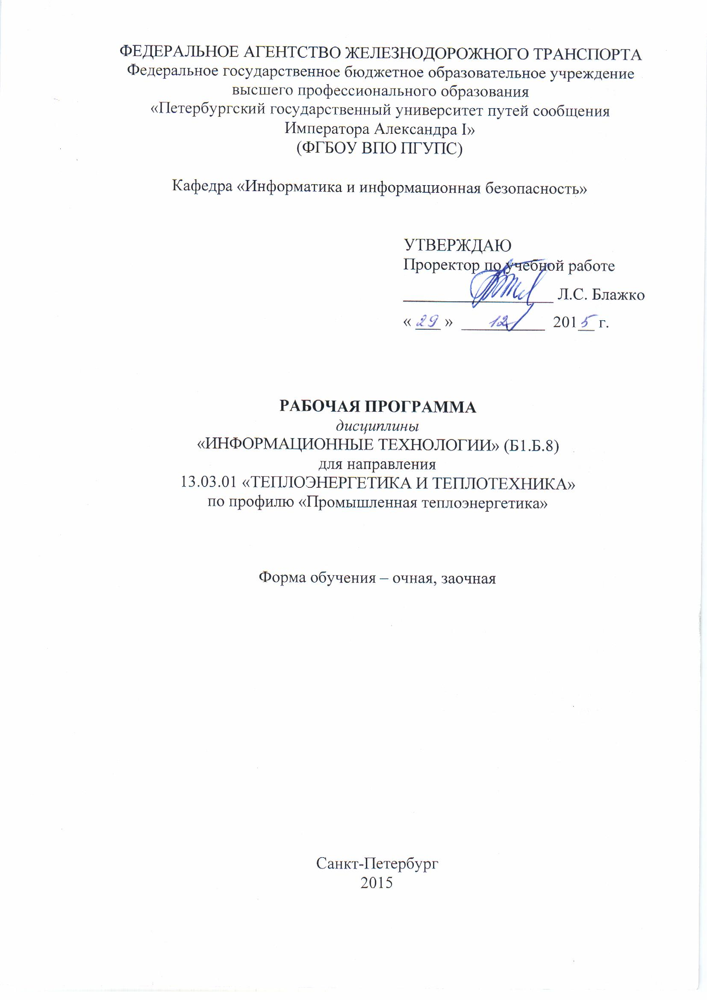 ФЕДЕРАЛЬНОЕ АГЕНТСТВО ЖЕЛЕЗНОДОРОЖНОГО ТРАНСПОРТА
Федеральное государственное бюджетное образовательное учреждение
высшего профессионального образования
«Петербургский государственный университет путей сообщения
Императора Александра I»
(ФГБОУ ВПО ПГУПС)
Кафедра «Информатика и информационная безопасность»
УТВЕРЖДАЮ
Проректор по учебной работе
Л.С. Блажко
« 29 » 12 2015 г.
РАБОЧАЯ ПРОГРАММА
дисциплины
«ИНФОРМАЦИОННЫЕ ТЕХНОЛОГИИ» (Б1.Б.8)
для направления
13.03.01 «ТЕПЛОЭНЕРГЕТИКА И ТЕПЛОТЕХНИКА»
по профилю «Промышленная теплоэнергетика»
Форма обучения – очная, заочная
Санкт-Петербург
2015